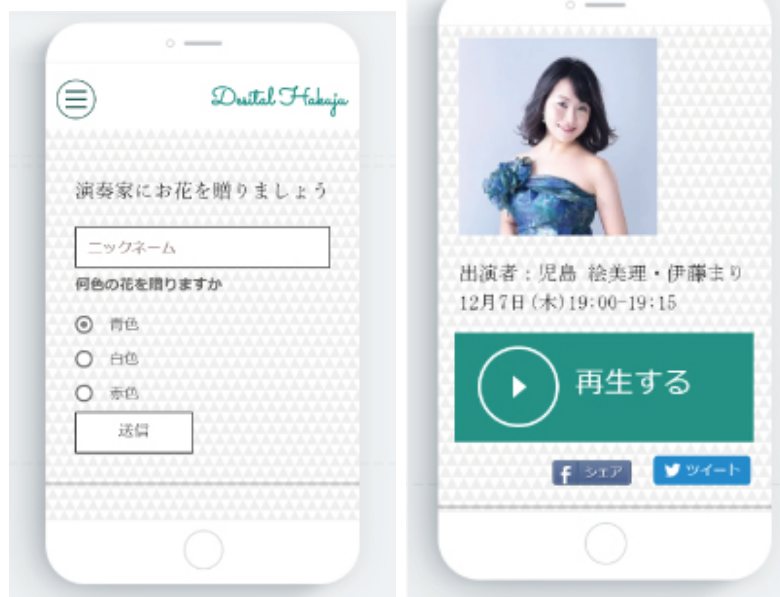 Desital Hakuju
演奏家にお花を贈りましょう
ニックネーム
何色の花を贈りますか
青色
白色
赤色
送信
出演者：児島 絵美理・伊藤まり
12月7日(木)19:00-19:15
再生する
f シェア
ツイート